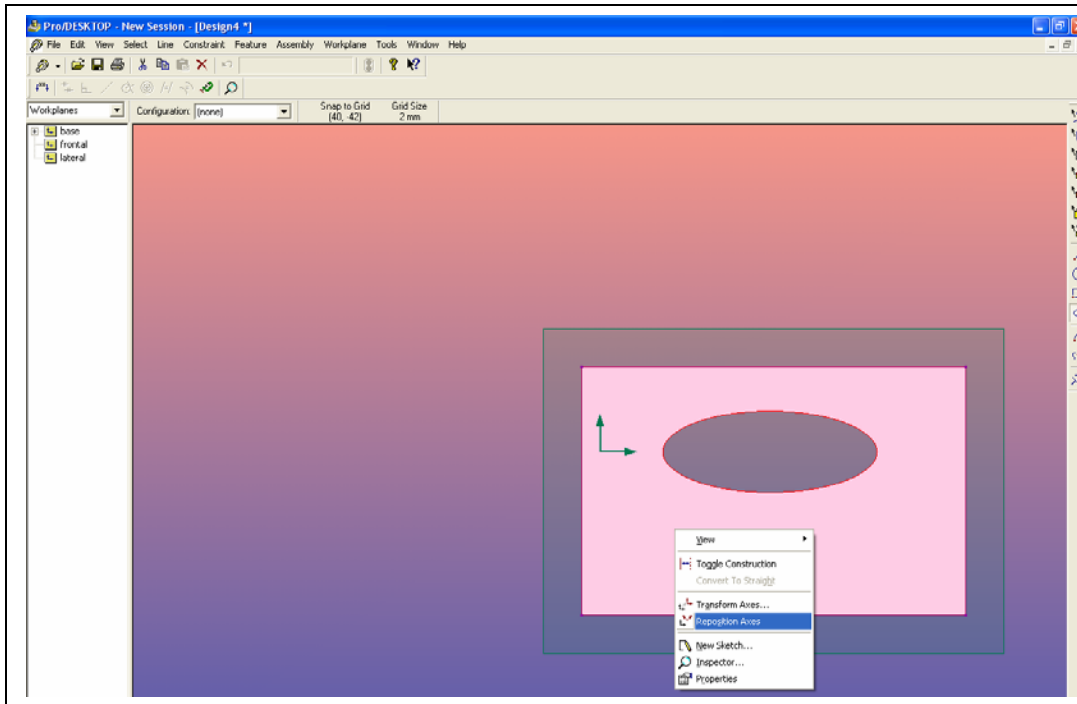 Pro/DESKTOP - New Session - [Design4 *]
File Edit View Select Line Constraint Feature Assembly Workplane Tools Window Help
Workplanes Configuration: (none) Snap to Grid Grid Size
(40, -42) 2 mm
base
frontal
lateral
View
Toggle Construction
Convert To Straight
Transform Axes...
Reposition Axes
New Sketch...
Inspector...
Properties